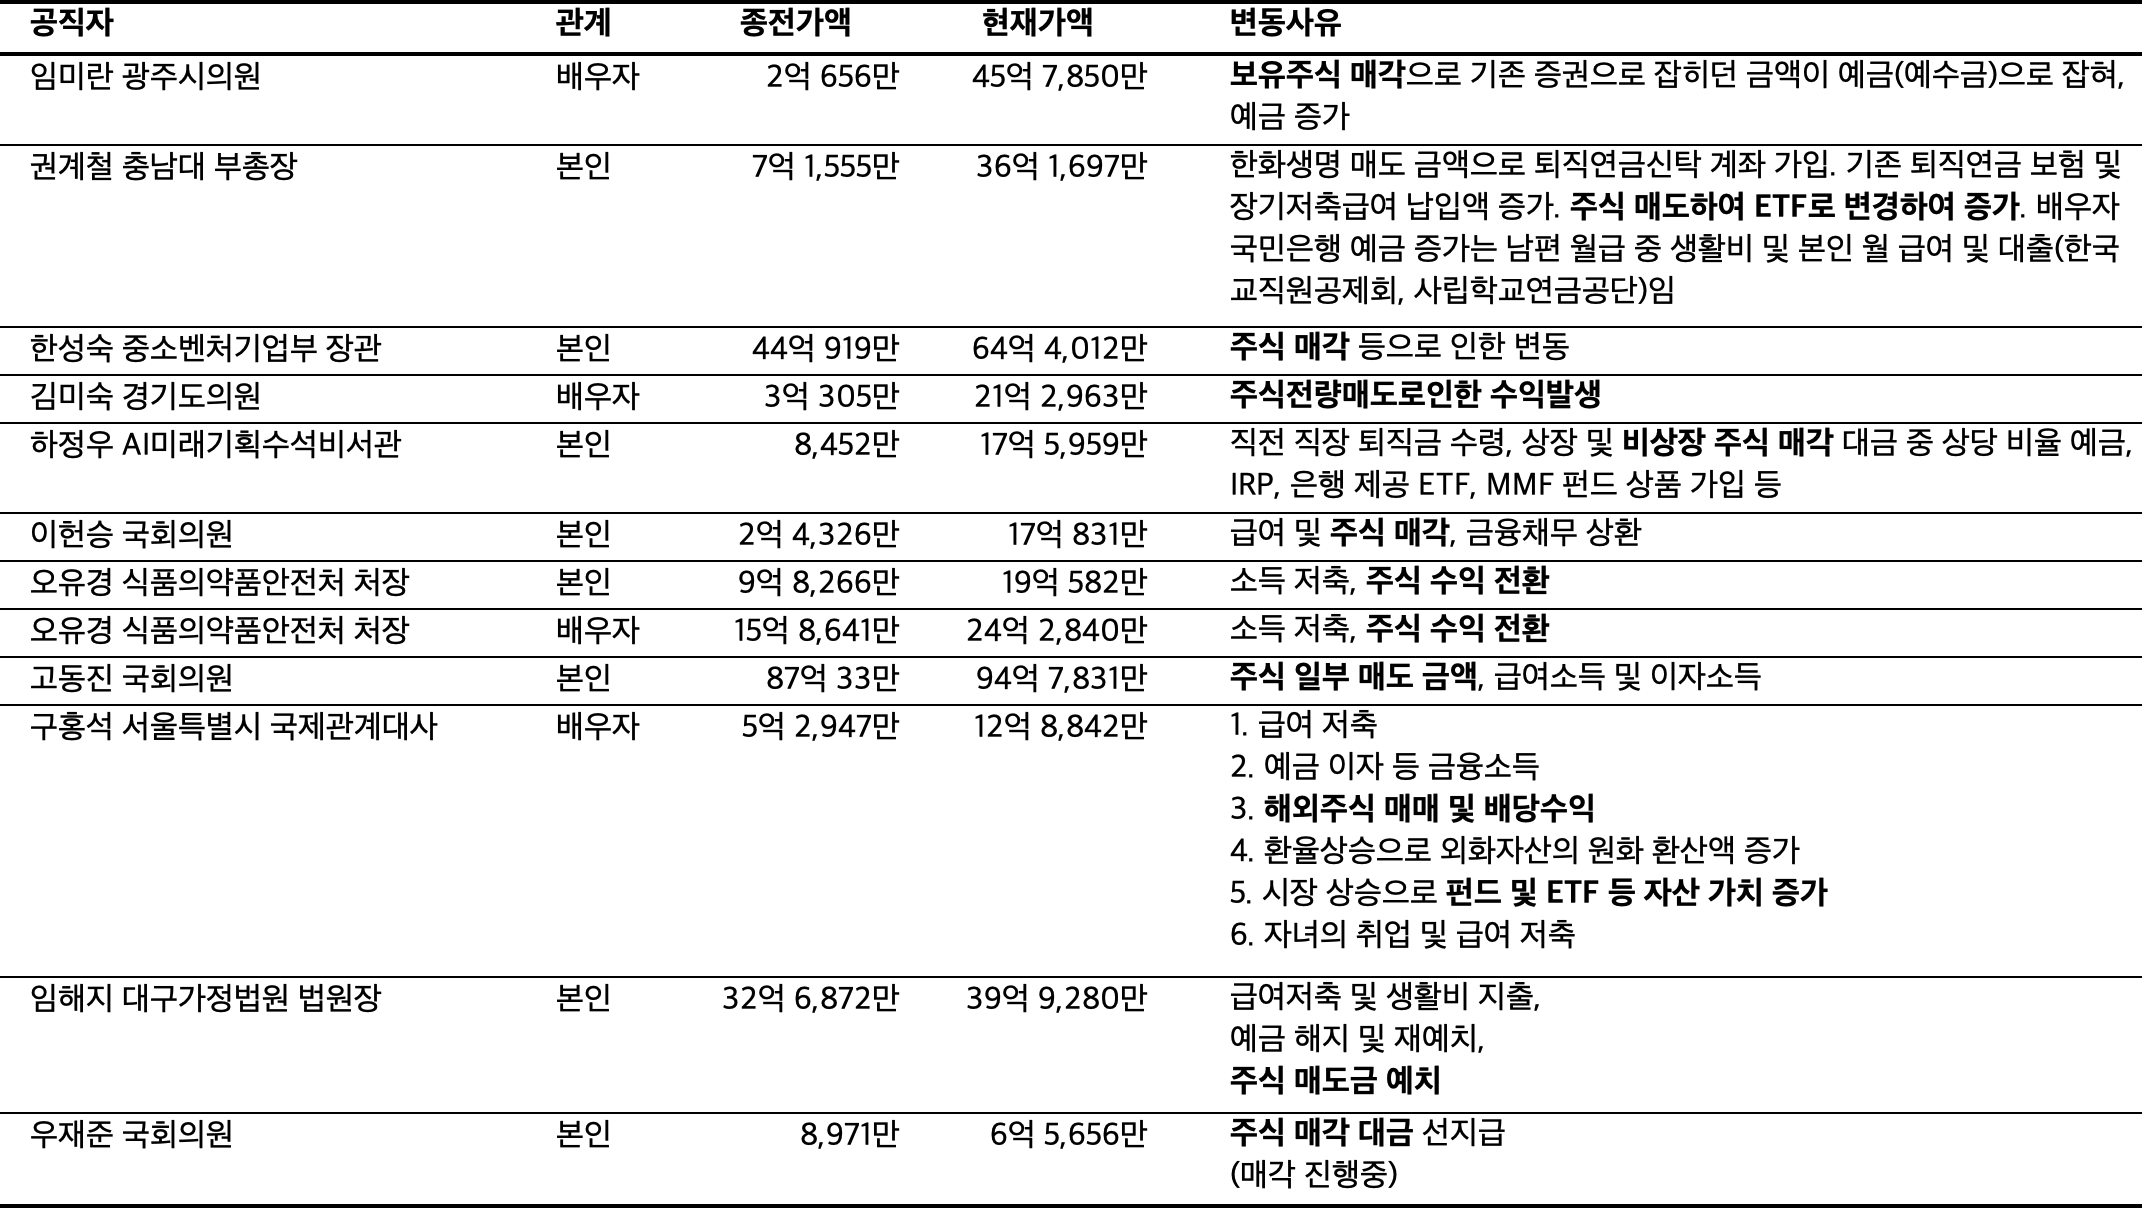 공직자 관계 종전가액 현재가액 변동사유
임미란 광주시의원 배우자 2억 656만 45억 7,850만 보유주식 매각으로 기존 증권으로 잡히던 금액이 예금(예수금)으로 잡혀,
예금 증가
권계철 충남대 부총장 본인 7억 1,555만 36억 1,697만 한화생명 매도 금액으로 퇴직연금신탁 계좌 가입. 기존 퇴직연금 보험 및
장기저축급여 납입액 증가. 주식 매도하여 ETF로 변경하여 증가. 배우자
국민은행 예금 증가는 남편 월급 중 생활비 및 본인 월 급여 및 대출(한국
교직원공제회, 사립학교연금공단)임
한성숙 중소벤처기업부 장관 본인 44억 919만 64억 4,012만 주식 매각 등으로 인한 변동
김미숙 경기도의원 배우자 3억 305만 21억 2,963만 주식전량매도로인한 수익발생
하정우 AI미래기획수석비서관 본인 8,452만 17억 5,959만 직전 직장 퇴직금 수령, 상장 및 비상장 주식 매각 대금 중 상당 비율 예금,
IRP, 은행 제공 ETF, MMF 펀드 상품 가입 등
이헌승 국회의원 본인 2억 4,326만 17억 831만 급여 및 주식 매각, 금융채무 상환
오유경 식품의약품안전처 처장 본인 9억 8,266만 19억 582만 소득 저축, 주식 수익 전환
오유경 식품의약품안전처 처장 배우자 15억 8,641만 24억 2,840만 소득 저축, 주식 수익 전환
고동진 국회의원 본인 87억 33만 94억 7,831만 주식 일부 매도 금액, 급여소득 및 이자소득
구홍석 서울특별시 국제관계대사 배우자 5억 2,947만 12억 8,842만 1. 급여 저축
2. 예금 이자 등 금융소득
3. 해외주식 매매 및 배당수익
4. 환율상승으로 외화자산의 원화 환산액 증가
5. 시장 상승으로 펀드 및 ETF 등 자산 가치 증가
6. 자녀의 취업 및 급여 저축
임해지 대구가정법원 법원장 본인 32억 6,872만 39억 9,280만 급여저축 및 생활비 지출,
예금 해지 및 재예치,
주식 매도금 예치
우재준 국회의원 본인 8,971만 6억 5,656만 주식 매각 대금 선지급
(매각 진행중)